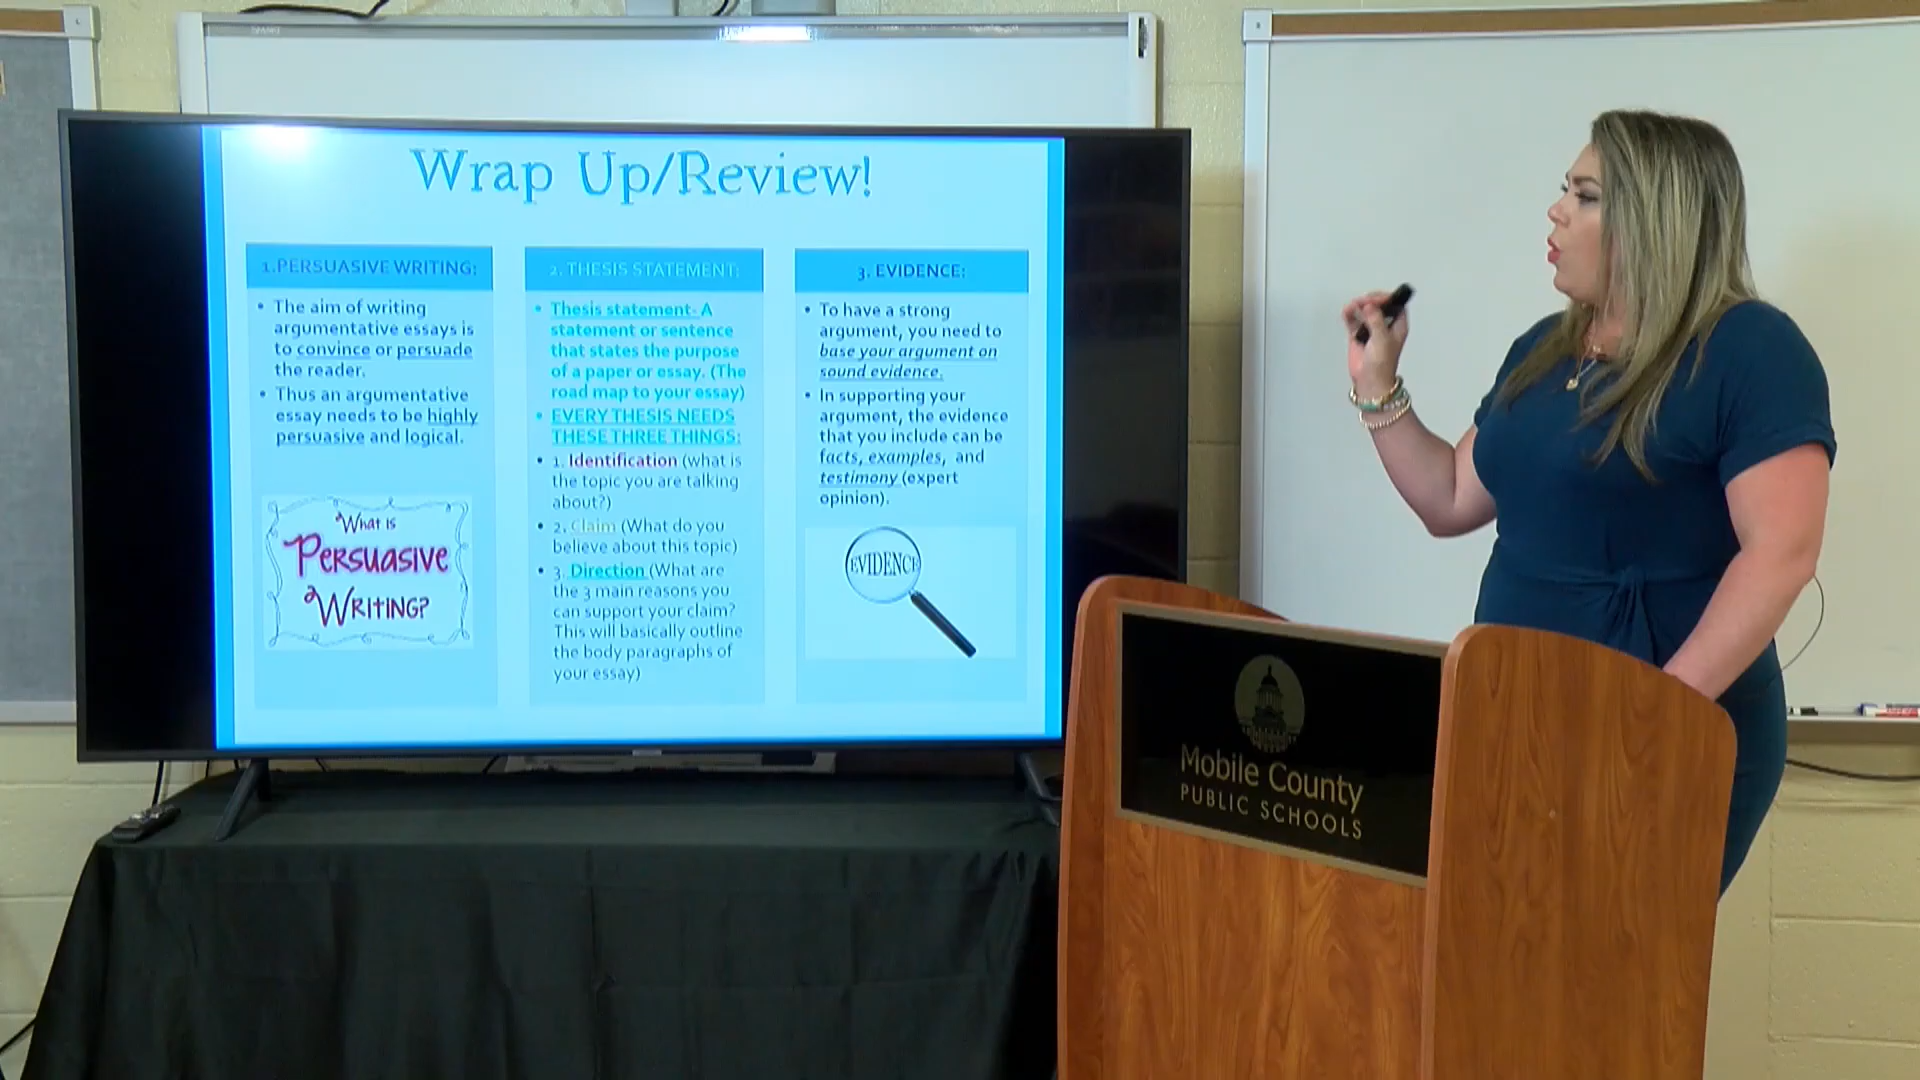 Wrap Up/Review!
1.PERSUASIVE WRITING:
• The aim of writing
argumentative essays is
to convince or persuade
the reader.
• Thus an argumentative
essay needs to be highly
persuasive and logical.
What is
Persuasive
Writing?
2. THESIS STATEMENT:
• Thesis statement- A
statement or sentence
that states the purpose
of a paper or essay. (The
road map to your essay)
• EVERY THESIS NEEDS
THESE THREE THINGS:
• 1. Identification (what is
the topic you are talking
about?)
• 2. Claim (What do you
believe about this topic)
• 3. Direction (What are
the 3 main reasons you
can support your claim?
This will basically outline
the body paragraphs of
your essay)
3. EVIDENCE:
• To have a strong
argument, you need to
base your argument on
sound evidence.
• In supporting your
argument, the evidence
that you include can be
facts, examples, and
testimony (expert
opinion).
EVIDENCE
Mobile County
PUBLIC SCHOOLS